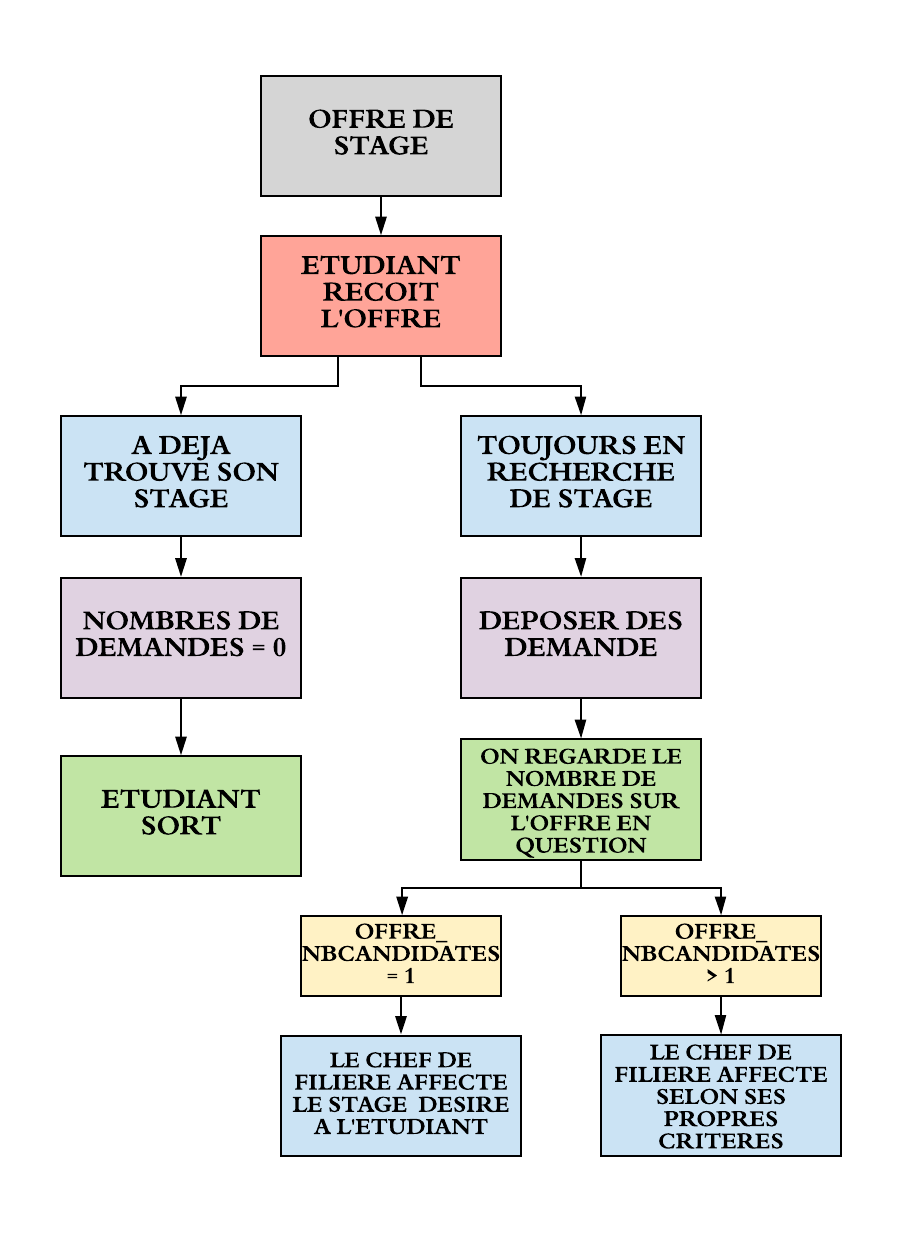 OFFRE DE
STAGE
ETUDIANT
RECOIT
L'OFFRE
A DEJA
TROUVE SON
STAGE
TOUJOURS EN
RECHERCHE
DE STAGE
NOMBRES DE
DEMANDES = 0
DEPOSER DES
DEMANDE
ETUDIANT
SORT
ON REGARDE LE
NOMBRE DE
DEMANDES SUR
L'OFFRE EN
QUESTION
OFFRE_
NBCANDIDATES
= 1
OFFRE_
NBCANDIDATES
> 1
LE CHEF DE
FILIERE AFFECTE
LE STAGE DESIRE
A L'ETUDIANT
LE CHEF DE
FILIERE AFFECTE
SELON SES
PROPRES
CRITERES